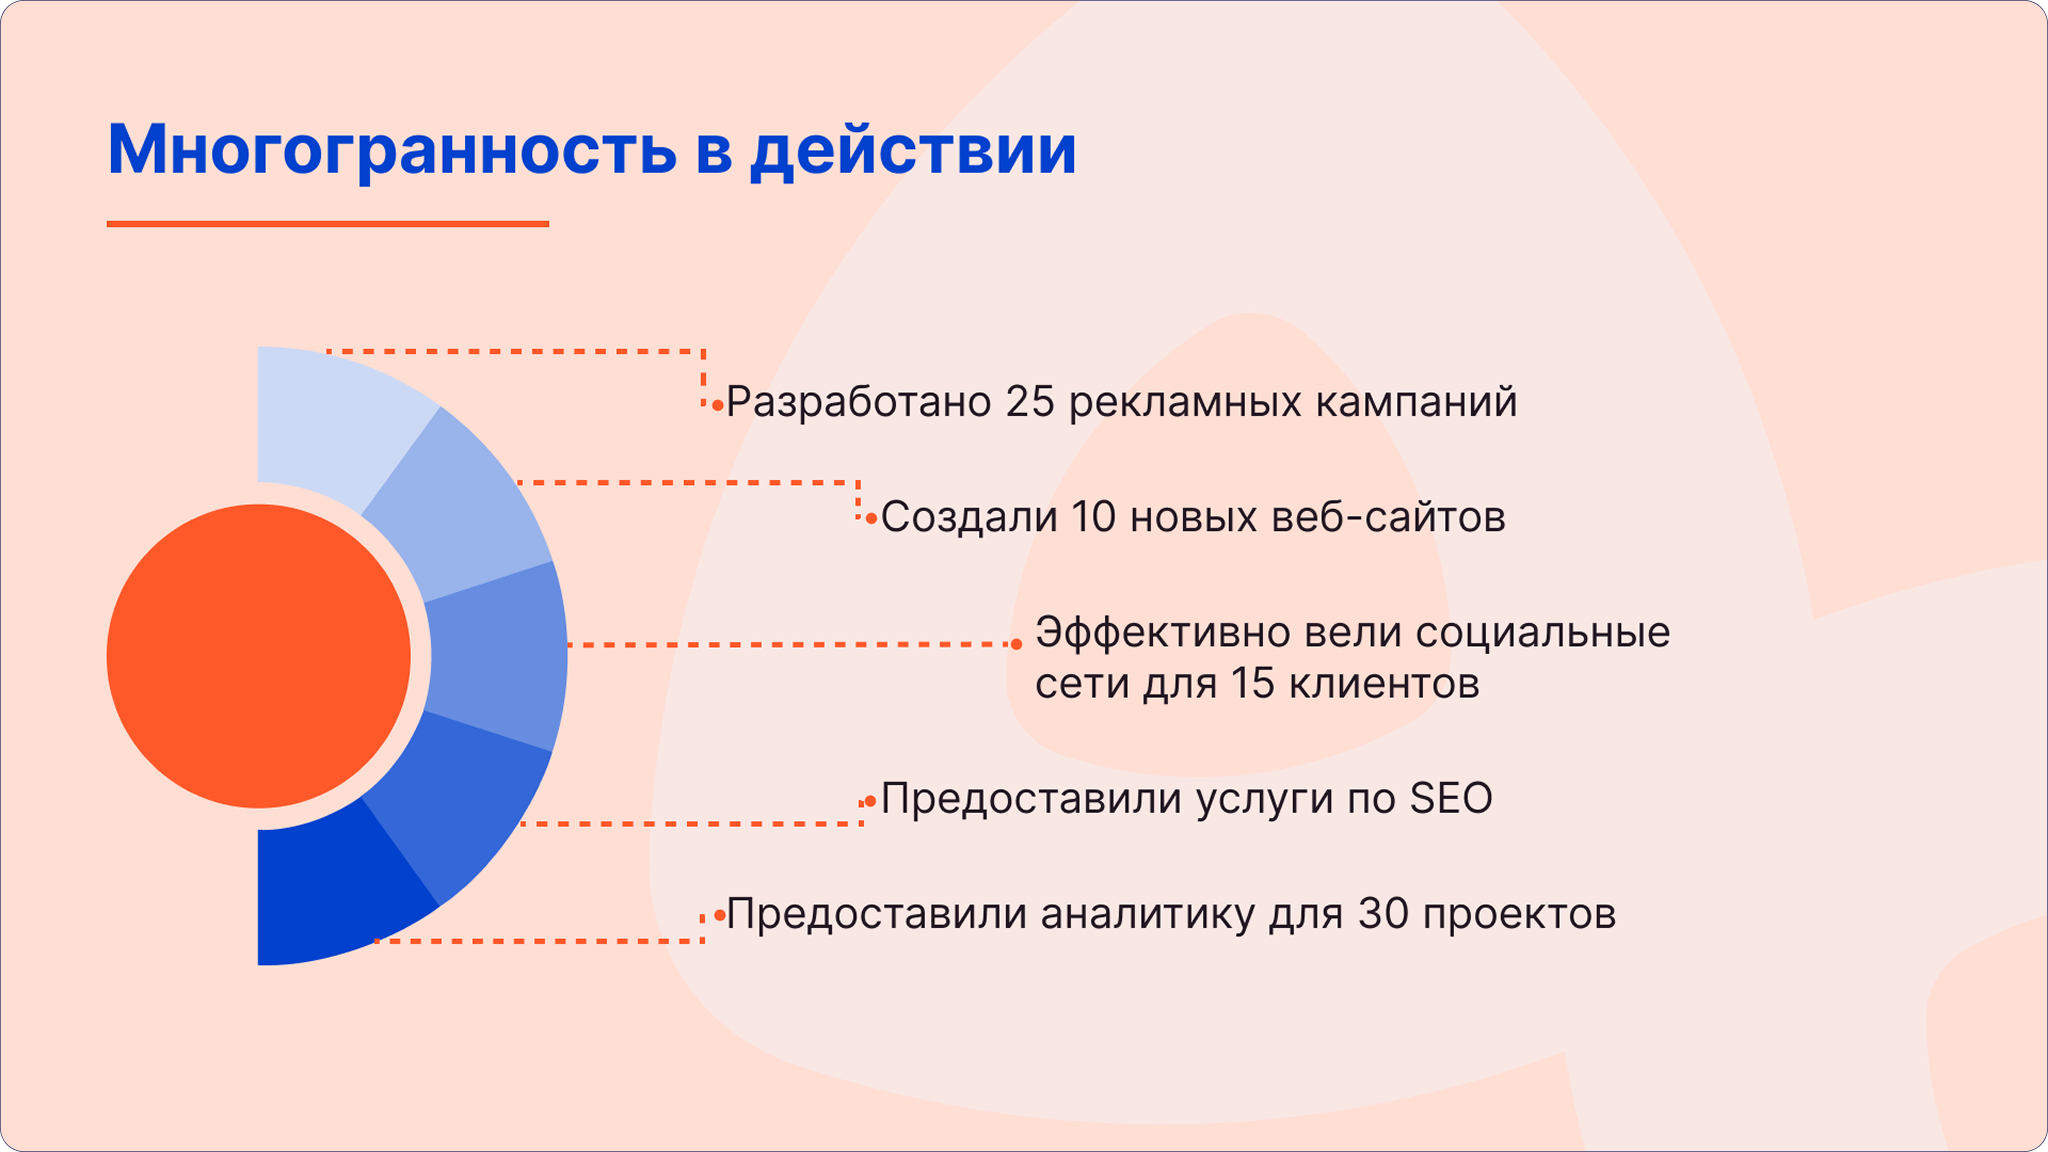 Многогранность в действии
Разработано 25 рекламных кампаний
Создали 10 новых веб-сайтов
Эффективно вели социальные
сети для 15 клиентов
Предоставили услуги по SEO
Предоставили аналитику для 30 проектов